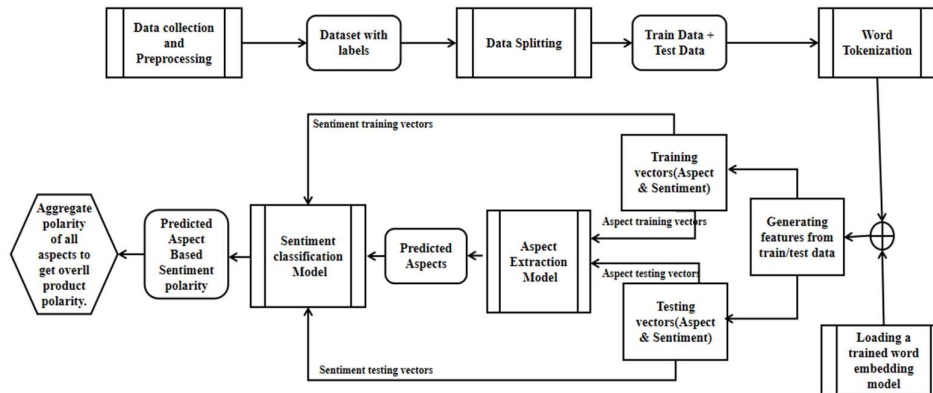 Data collection
and
Preprocessing
Dataset with
labels
Data Splitting
Train Data +
Test Data
Word
Tokenization
Sentiment training vectors
Training
vectors(Aspect
& Sentiment)
Aspect training vectors
Generating
features from
train/test data
Aggregate
polarity
of all
aspects to
get overll
product
polarity.
Predicted
Aspect
Based
Sentiment
polarity
Sentiment
classification
Model
Predicted
Aspects
Aspect
Extraction
Model
Aspect testing vectors
Testing
vectors(Aspect
& Sentiment)
Sentiment testing vectors
Loading a
trained word
embedding
model